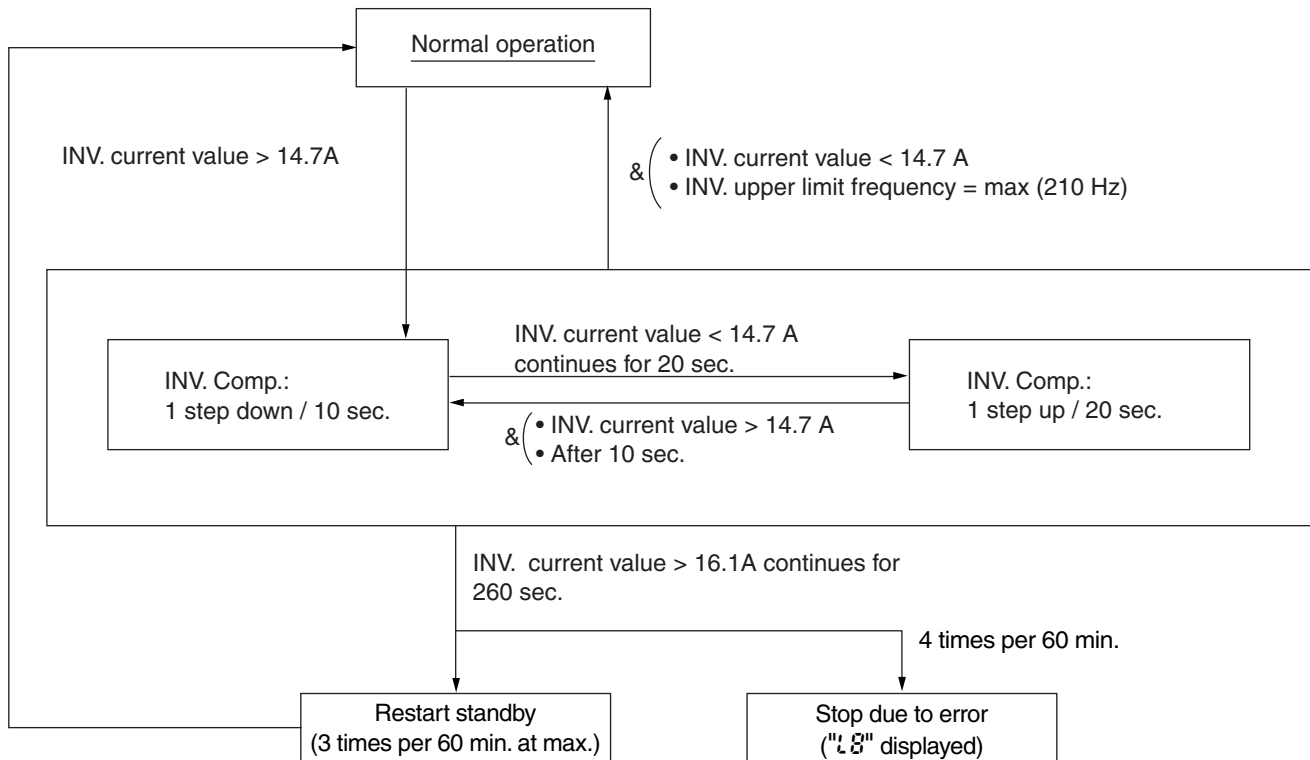 Normal operation
INV. current value > 14.7A
& • INV. current value < 14.7 A
• INV. upper limit frequency = max (210 Hz)
INV. current value < 14.7 A
continues for 20 sec.
INV. Comp.:
1 step down / 10 sec.
INV. Comp.:
1 step up / 20 sec.
& • INV. current value > 14.7 A
• After 10 sec.
INV. current value > 16.1A continues for
260 sec.
4 times per 60 min.
Restart standby
(3 times per 60 min. at max.)
Stop due to error
("L8" displayed)